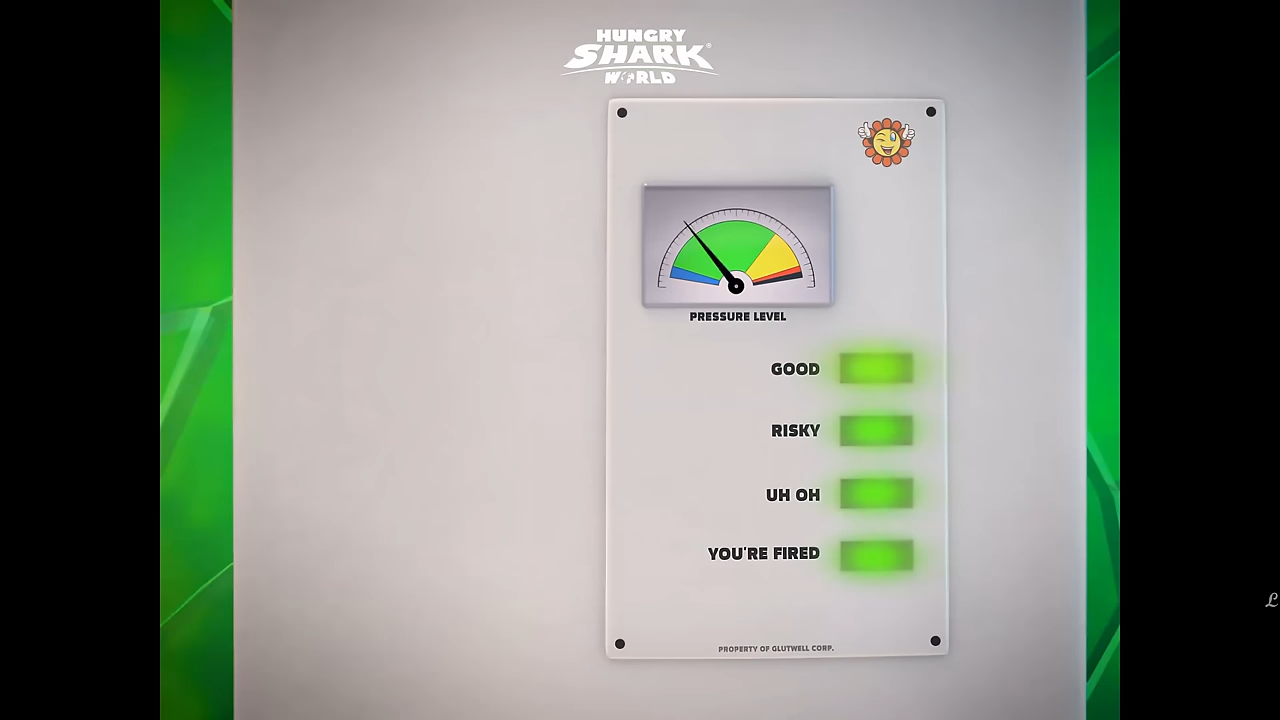 HUNGRY
SHARK®
WORLD
PRESSURE LEVEL
GOOD
RISKY
UH OH
YOU'RE FIRED
PROPERTY OF GLUTWELL CORP.
ℒ